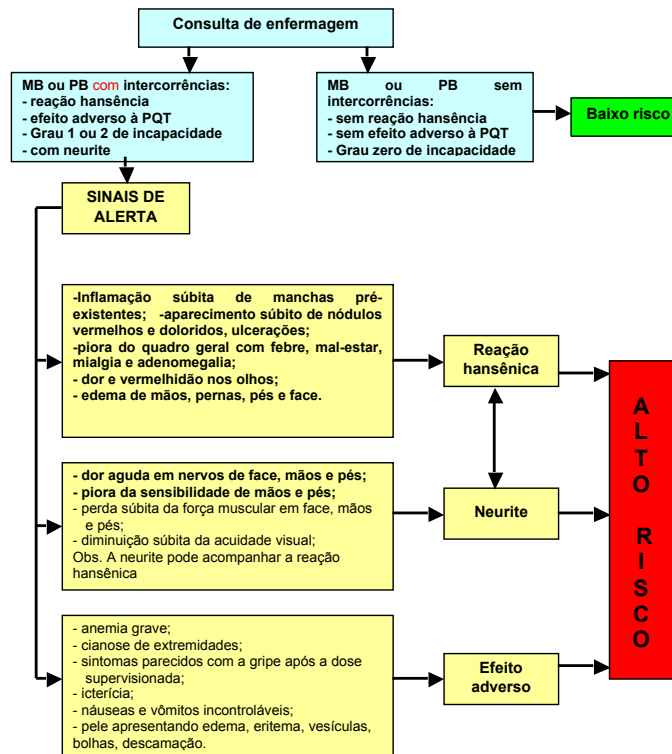 Consulta de enfermagem
MB ou PB com intercorrências:
- reação hansência
- efeito adverso à PQT
- Grau 1 ou 2 de incapacidade
- com neurite
MB ou PB sem
intercorrências:
- sem reação hansência
- sem efeito adverso à PQT
- Grau zero de incapacidade
Baixo risco
SINAIS DE
ALERTA
-Inflamação súbita de manchas pré-
existentes; -aparecimento súbito de nódulos
vermelhos e doloridos, ulcerações;
-piora do quadro geral com febre, mal-estar,
mialgia e adenomegalia;
- dor e vermelhidão nos olhos;
- edema de mãos, pernas, pés e face.
Reação
hansênica
- dor aguda em nervos de face, mãos e pés;
- piora da sensibilidade de mãos e pés;
- perda súbita da força muscular em face, mãos
e pés;
- diminuição súbita da acuidade visual;
Obs. A neurite pode acompanhar a reação
hansênica
Neurite
- anemia grave;
- cianose de extremidades;
- sintomas parecidos com a gripe após a dose
supervisionada;
- icterícia;
- náuseas e vômitos incontroláveis;
- pele apresentando edema, eritema, vesículas,
bolhas, descamação.
Efeito
adverso
ALTO RISCO